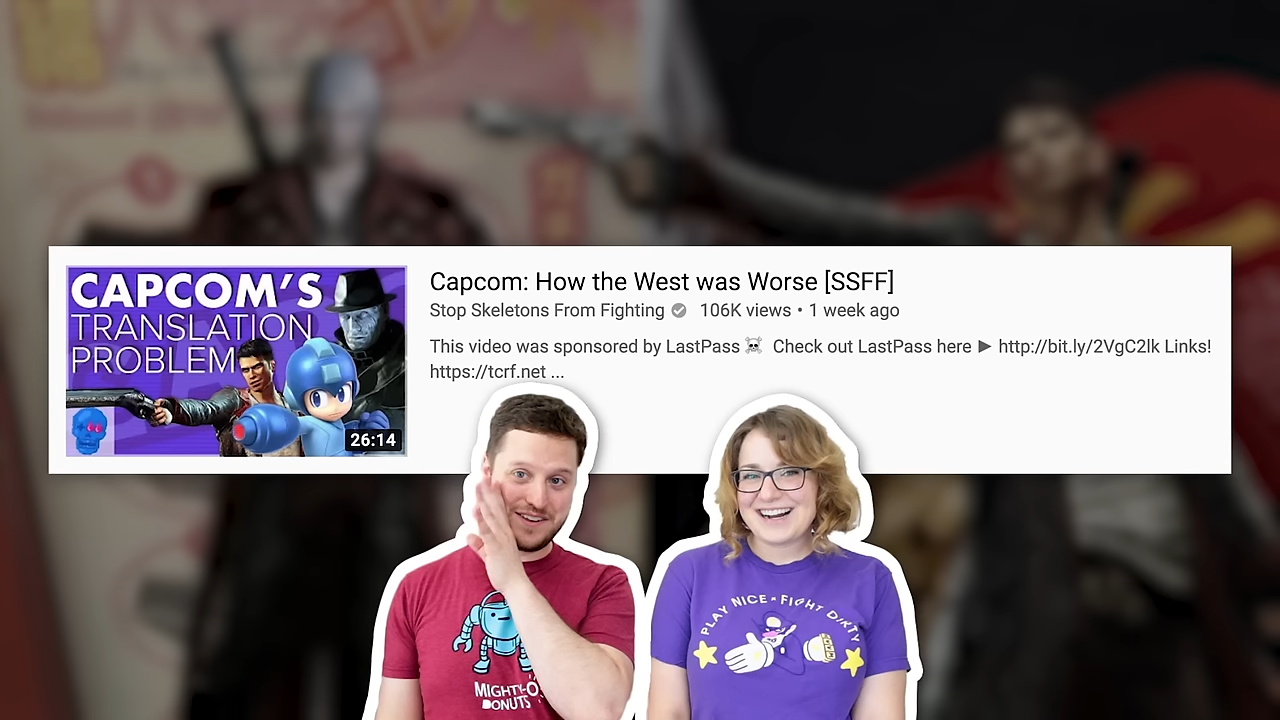 CAPCOM'S
TRANSLATION
PROBLEM
26:14
Capcom: How the West was Worse [SSFF]
Stop Skeletons From Fighting 106K views • 1 week ago
This video was sponsored by LastPass ☠ Check out LastPass here ► http://bit.ly/2VgC2lk Links!
https://tcrf.net ...
MIGHTY-O
DONUTS
PLAY NICE • FIGHT DIRTY